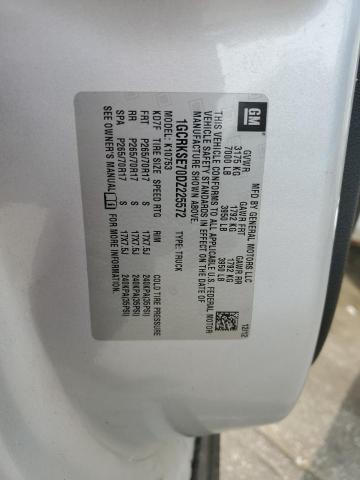 GM
MFD BY GENERAL MOTORS LLC 12/12
GVWR GAWR FRT GAWR RR
3175 KG 1792 KG 1792 KG
7000 LB 3950 LB 3950 LB
THIS VEHICLE CONFORMS TO ALL APPLICABLE U.S. FEDERAL MOTOR
VEHICLE SAFETY STANDARDS IN EFFECT ON THE DATE OF
MANUFACTURE SHOWN ABOVE.
1GCRKSE70DZ225572 TYPE: TRUCK
MODEL: K10753
KD7F TIRE SIZE SPEED RTG RIM COLD TIRE PRESSURE
FRT P265/70R17 S 17X7.5J 240KPA(35PSI)
RR P265/70R17 S 17X7.5J 240KPA(35PSI)
SPA P265/70R17 S 17X7.5J 240KPA(35PSI)
SEE OWNER'S MANUAL